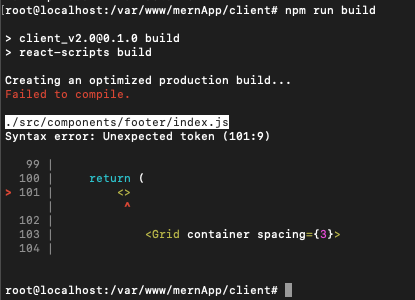 [root@localhost:/var/www/mernApp/client# npm run build
> client_v2.0@0.1.0 build
> react-scripts build
Creating an optimized production build...
Failed to compile.
./src/components/footer/index.js
Syntax error: Unexpected token (101:9)
   99 |
  100 |     return (
> 101 |         <>
      |          ^
  102 |
  103 |             <Grid container spacing={3}>
  104 |
root@localhost:/var/www/mernApp/client#